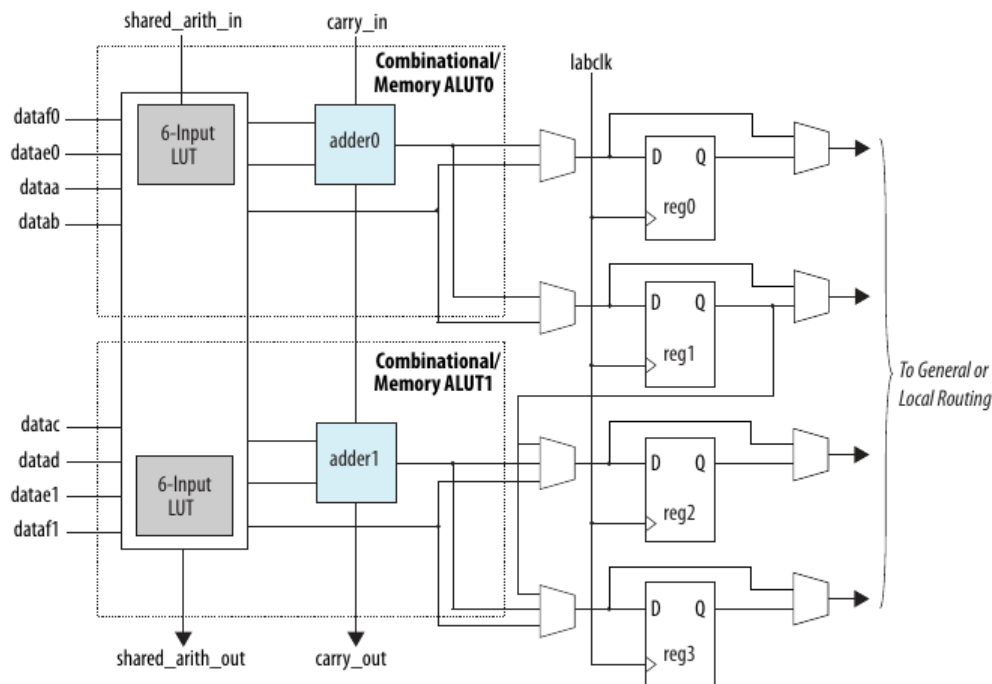 shared_arith_in
carry_in
Combinational/
Memory ALUT0
labclk
dataf0
datae0
dataa
datab
6-Input
LUT
adder0
D Q
reg0
D Q
reg1
Combinational/
Memory ALUT1
To General or
Local Routing
datac
datad
datae1
dataf1
6-Input
LUT
adder1
D Q
reg2
D Q
reg3
shared_arith_out
carry_out